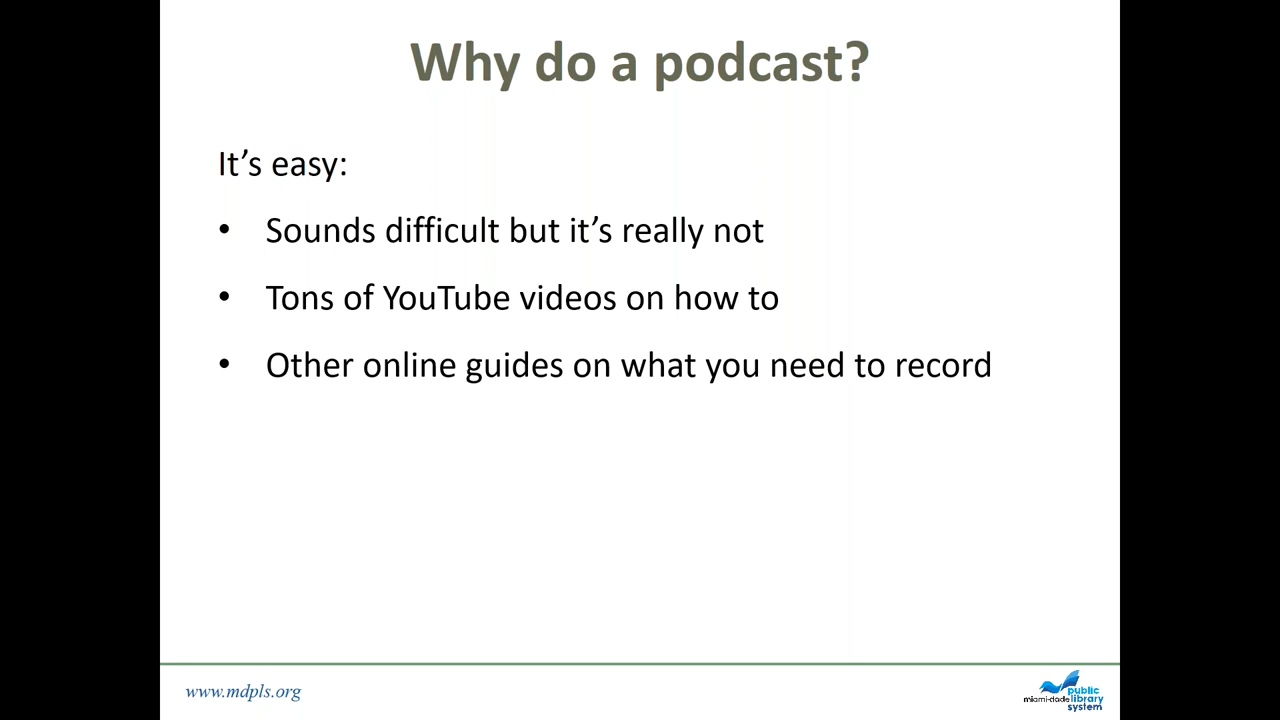 Why do a podcast?
It’s easy:
• Sounds difficult but it’s really not
• Tons of YouTube videos on how to
• Other online guides on what you need to record
www.mdpls.org
public
miami-dade library
system